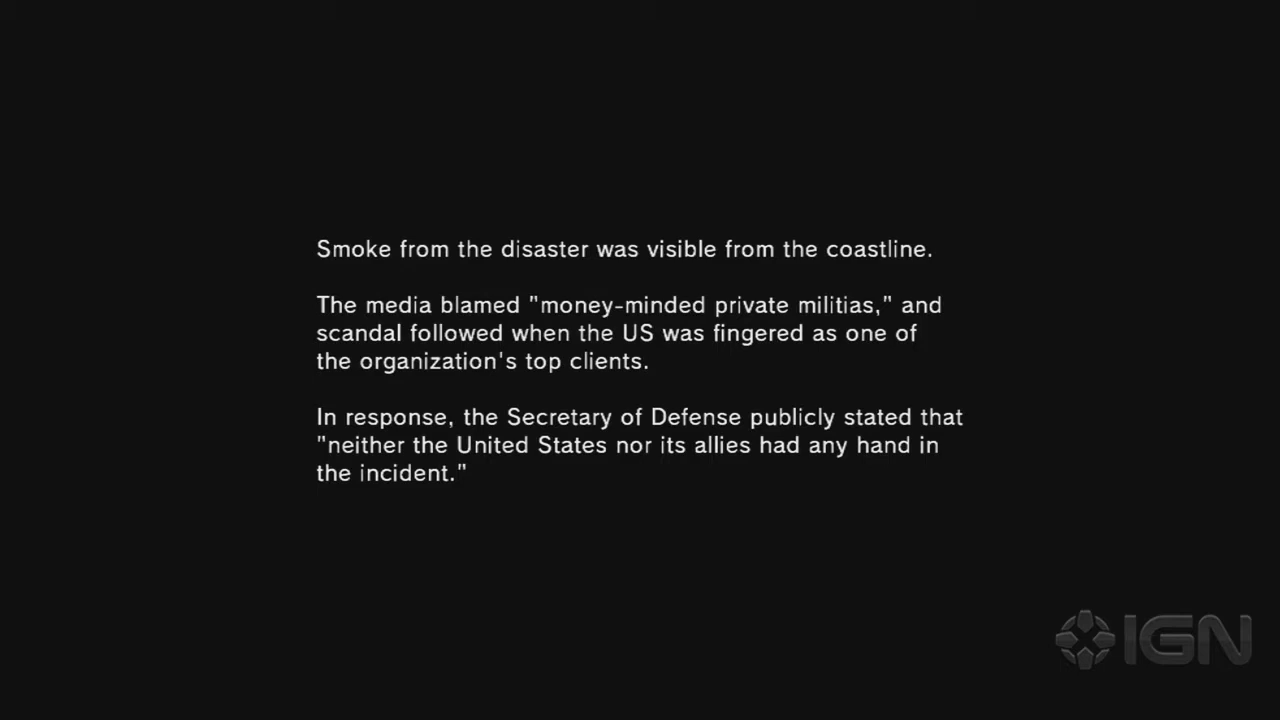 Smoke from the disaster was visible from the coastline.
The media blamed "money-minded private militias," and
scandal followed when the US was fingered as one of
the organization's top clients.
In response, the Secretary of Defense publicly stated that
"neither the United States nor its allies had any hand in
the incident."
IGN